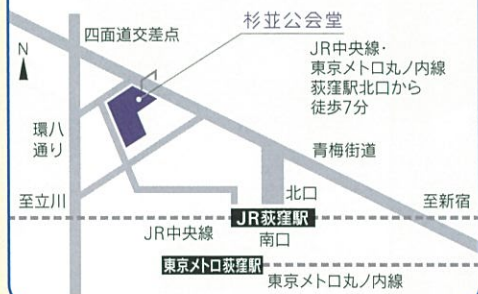 四面道交差点
杉並公会堂
N
JR中央線・
東京メトロ丸ノ内線
荻窪駅北口から
徒歩7分
環八
通り
青梅街道
至立川
北口
至新宿
JR荻窪駅
JR中央線
南口
東京メトロ荻窪駅
東京メトロ丸ノ内線